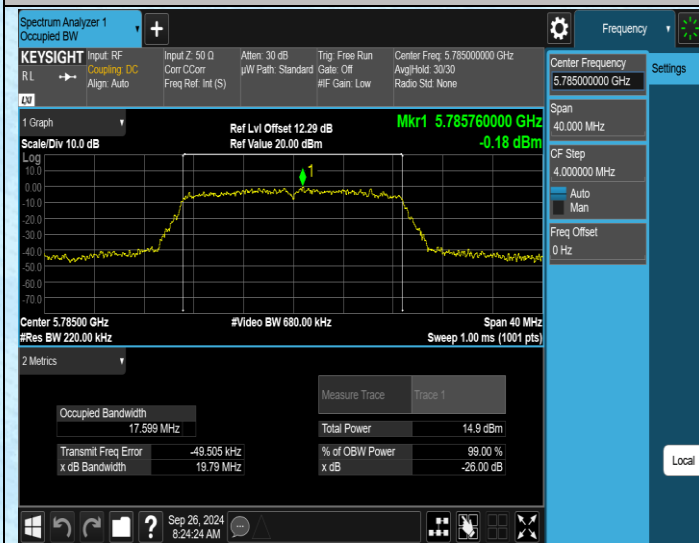 Spectrum Analyzer 1
Occupied BW
+
Frequency
KEYSIGHT
RL
Input: RF
Coupling: DC
Align: Auto
Input Z: 50 Ω
Corr CCorr
Freq Ref: Int (S)
Atten: 30 dB
µW Path: Standard
Trig: Free Run
Gate: Off
#IF Gain: Low
Center Freq: 5.785000000 GHz
Avg|Hold: 30/30
Radio Std: None
LXI
1 Graph
Scale/Div 10.0 dB
Ref Lvl Offset 12.29 dB
Ref Value 20.00 dBm
Mkr1 5.785760000 GHz
-0.18 dBm
Log
10.0
0.00
-10.0
-20.0
-30.0
-40.0
-50.0
-60.0
-70.0
1
Center 5.78500 GHz
#Res BW 220.00 kHz
#Video BW 680.00 kHz
Span 40 MHz
Sweep 1.00 ms (1001 pts)
2 Metrics
Measure Trace
Trace 1
Occupied Bandwidth
17.599 MHz
Total Power
14.9 dBm
Transmit Freq Error
-49.505 kHz
% of OBW Power
99.00 %
x dB Bandwidth
19.79 MHz
x dB
-26.00 dB
Center Frequency
5.785000000 GHz
Span
40.000 MHz
CF Step
4.000000 MHz
Auto
Man
Freq Offset
0 Hz
Settings
Local
?
Sep 26, 2024
8:24:24 AM